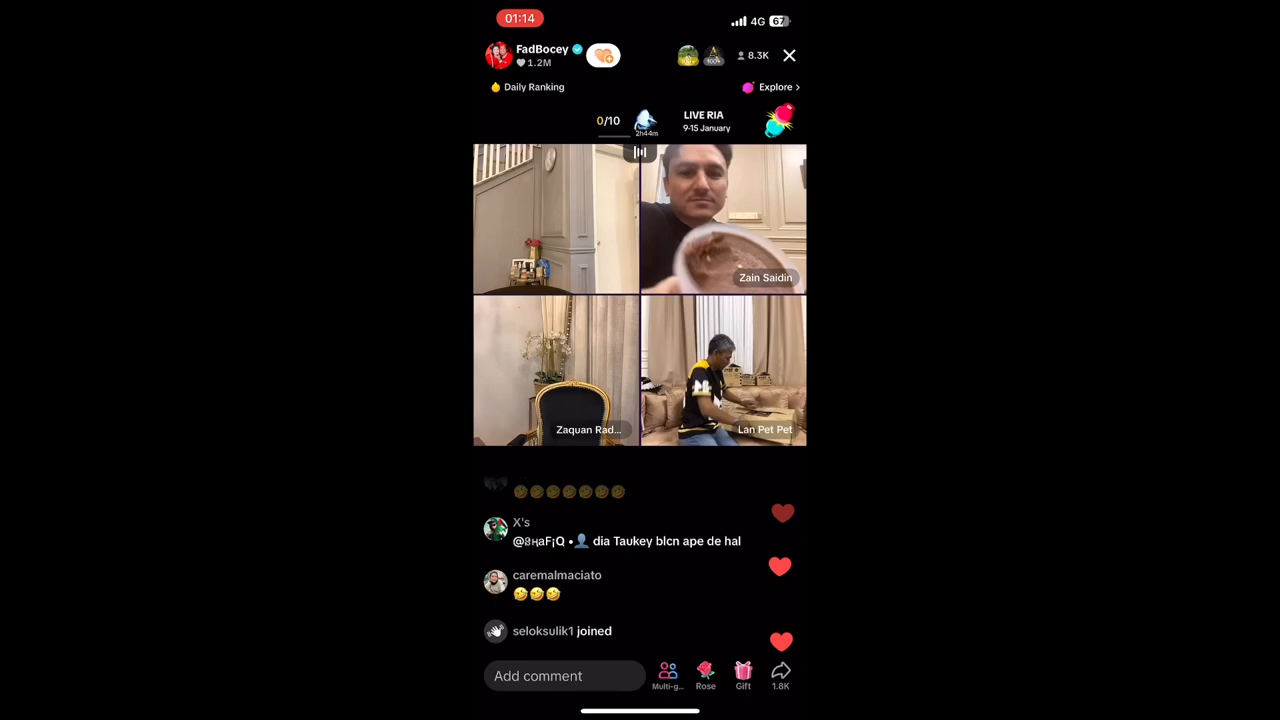 01:14
4G 67
FadBocey
1.2M
8.3K
Daily Ranking
Explore >
0/10
2h44m
LIVE RIA
9-15 January
Zain Saidin
Zaquan Rad...
Lan Pet Pet
🤣🤣🤣🤣🤣🤣🤣
X's
dia Taukey blcn ape de hal
caremalmaciato
🤣🤣🤣
seloksulik1 joined
Add comment
Multi-g...
Rose
Gift
1.8K